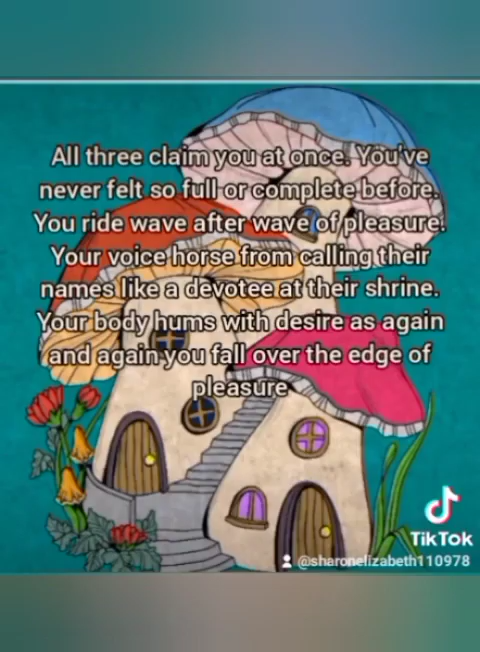 All three claim you at once. You've
never felt so full or complete before.
You ride wave after wave of pleasure.
Your voice horse from calling their
names like a devotee at their shrine.
Your body hums with desire as again
and again you fall over the edge of
pleasure
TikTok
@sharonelizabeth110978